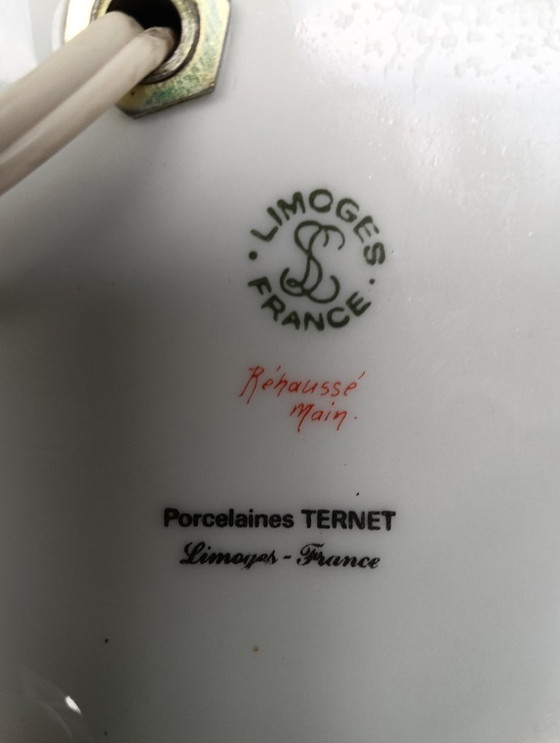 LIMOGES
FRANCE
Réhaussé
Main.
Porcelaines TERNET
Limoges - France